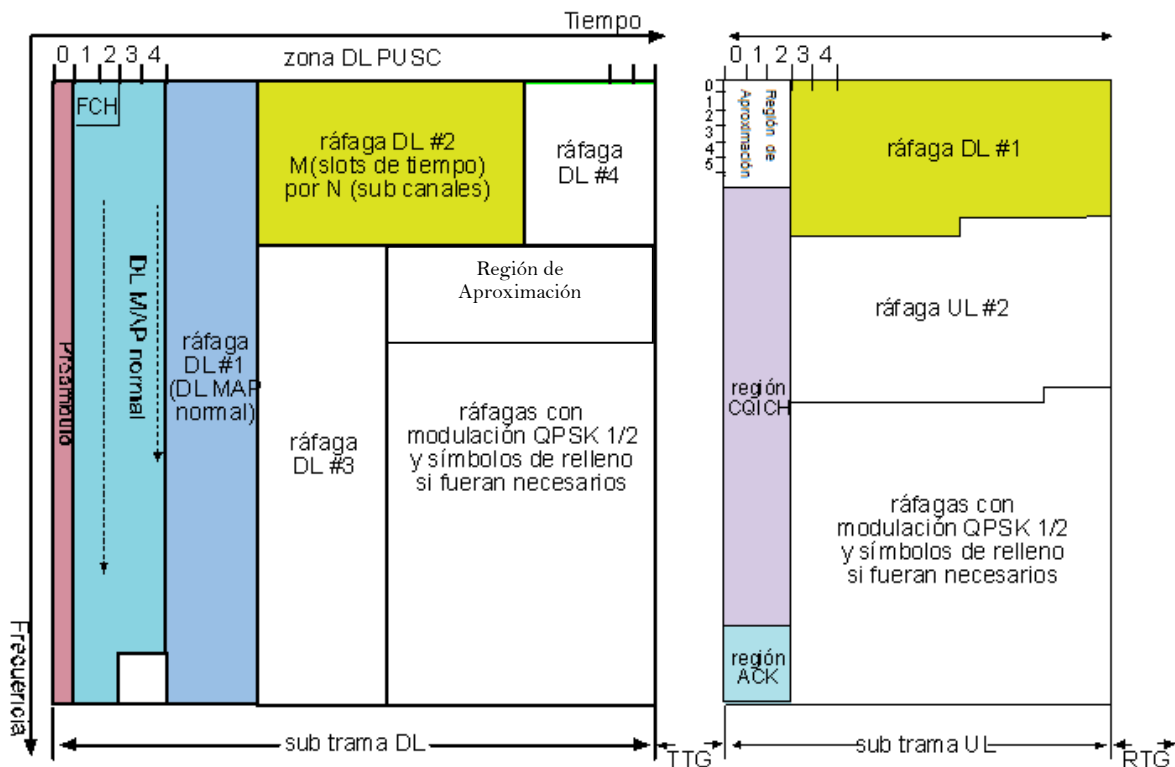 Tiempo
0 1 2 3 4
zona DL PUSC
0 1 2 3 4
FCH
DL MAP normal
Preámbulo
ráfaga
DL #1
(DL MAP
normal)
ráfaga DL #2
M(slots de tiempo)
por N (sub canales)
ráfaga
DL #4
ráfaga
DL #3
Región de
Aproximación
ráfagas con
modulación QPSK 1/2
y símbolos de relleno
si fueran necesarios
Frecuencia
sub trama DL
TTG
0
1
2
3
4
5
Región de
Aproximación
ráfaga DL #1
ráfaga UL #2
región
CQICH
ráfagas con
modulación QPSK 1/2
y símbolos de relleno
si fueran necesarios
región
ACK
sub trama UL
RTG